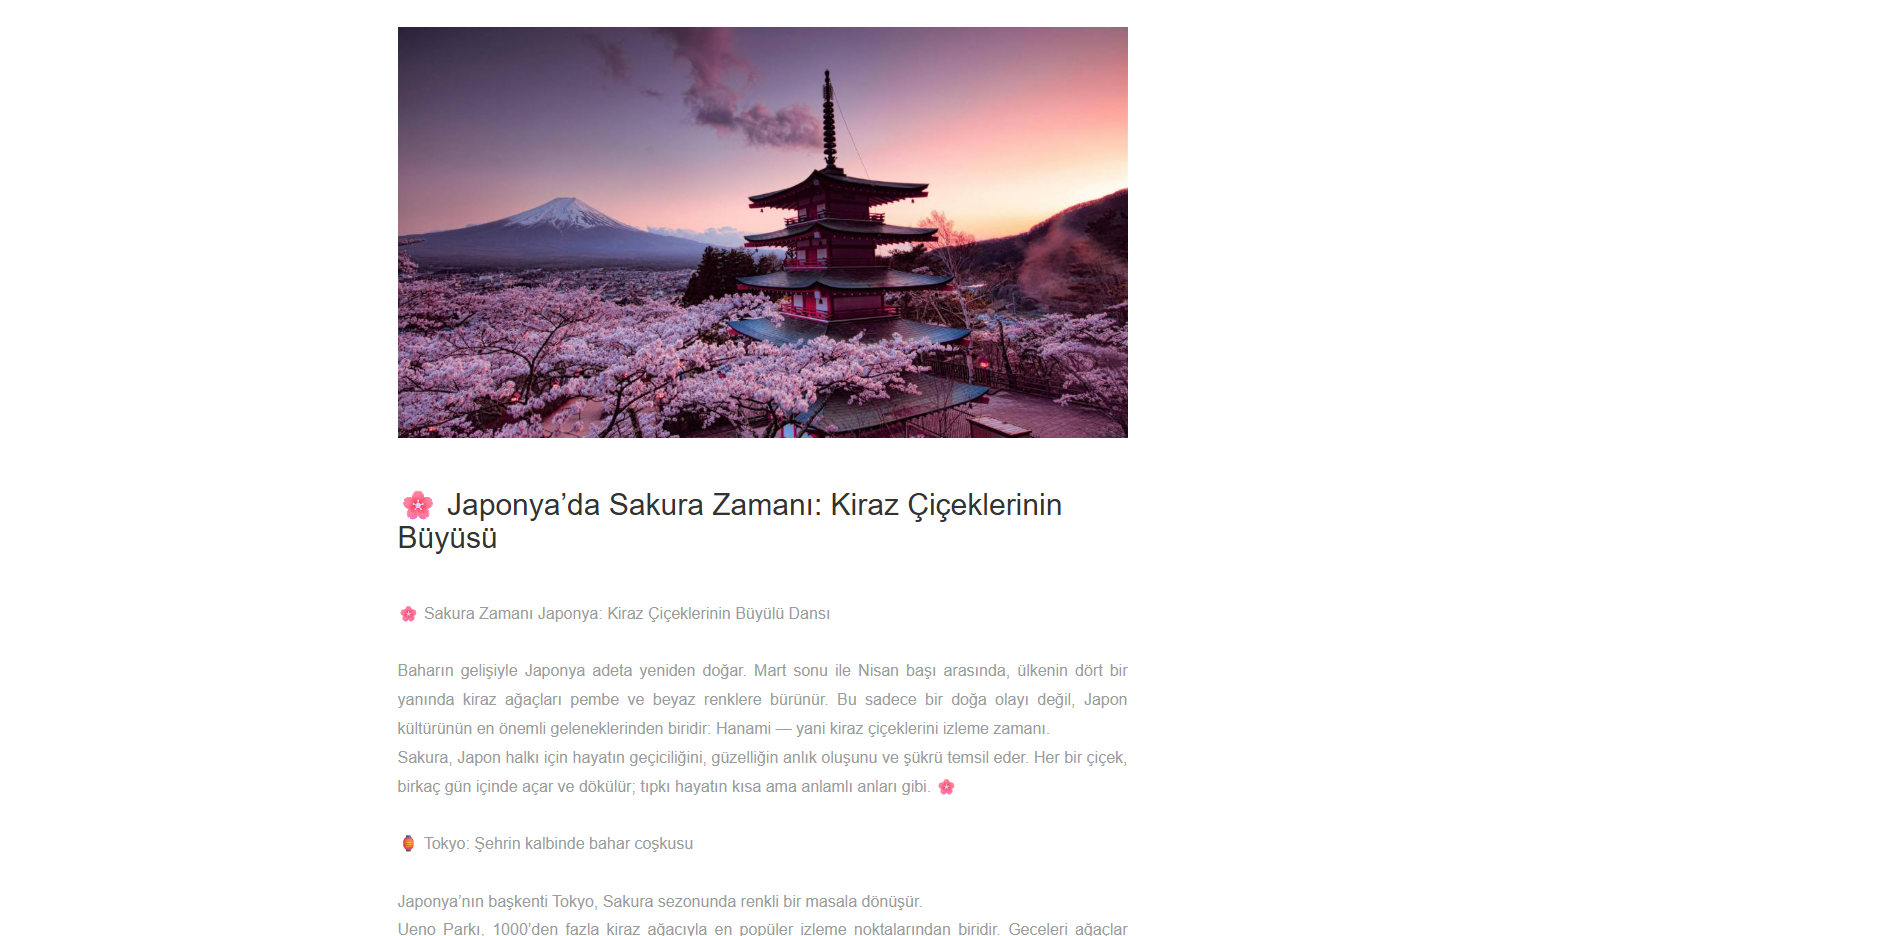 🌸 Japonya’da Sakura Zamanı: Kiraz Çiçeklerinin
Büyüsü
🌸 Sakura Zamanı Japonya: Kiraz Çiçeklerinin Büyülü Dansı
Baharın gelişiyle Japonya adeta yeniden doğar. Mart sonu ile Nisan başı arasında, ülkenin dört bir
yanında kiraz ağaçları pembe ve beyaz renklere bürünür. Bu sadece bir doğa olayı değil, Japon
kültürünün en önemli geleneklerinden biridir: Hanami — yani kiraz çiçeklerini izleme zamanı.
Sakura, Japon halkı için hayatın geçiciliğini, güzelliğin anlık oluşunu ve şükrü temsil eder. Her bir çiçek,
birkaç gün içinde açar ve dökülür; tıpkı hayatın kısa ama anlamlı anları gibi. 🌸
🏮 Tokyo: Şehrin kalbinde bahar coşkusu
Japonya’nın başkenti Tokyo, Sakura sezonunda renkli bir masala dönüşür.
Ueno Parkı, 1000’den fazla kiraz ağacıyla en popüler izleme noktalarından biridir. Geceleri ağaçlar